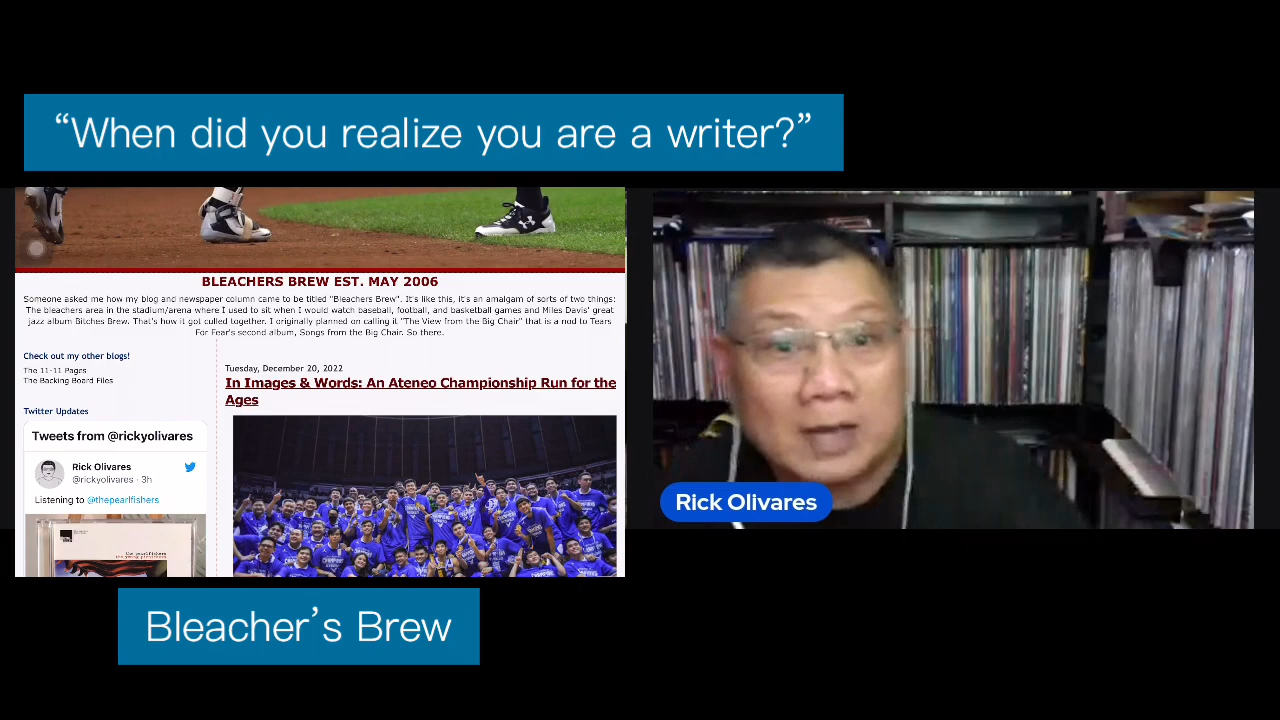 “When did you realize you are a writer?”
BLEACHERS BREW EST. MAY 2006
Someone asked me how my blog and newspaper column came to be titled "Bleachers Brew". It's like this, it's an amalgam of sorts of two things:
The bleachers area in the stadium/arena where I used to sit when I would watch baseball, football, and basketball games and Miles Davis' great
jazz album Bitches Brew. That's how it got culled together. I originally planned on calling it "The View from the Big Chair" that is a nod to Tears
For Fear's second album, Songs from the Big Chair. So there.
Check out my other blogs!
The 11-11 Pages
The Backing Board Files
Twitter Updates
Tweets from @rickyolivares
Rick Olivares
@rickyolivares · 3h
Listening to @thepearlfishers
the pearlfishers
the young picnickers
Tuesday, December 20, 2022
In Images & Words: An Ateneo Championship Run for the
Ages
Rick Olivares
Bleacher’s Brew